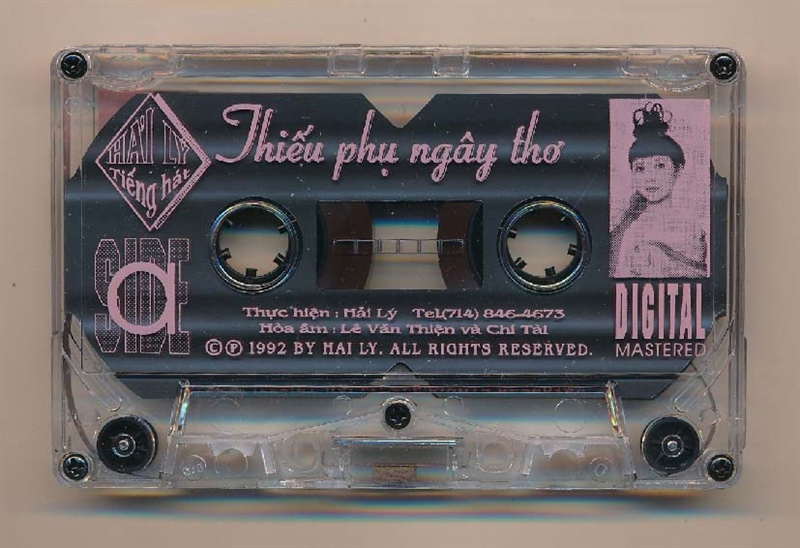 HẢI LÝ
Tiếng hát
Thiếu phụ ngây thơ
SIDE
a
Thực hiện : Hải Lý Tel(714) 846-4673
Hòa âm : Lê Văn Thiện và Chí Tài
©℗ 1992 BY HAI LY. ALL RIGHTS RESERVED.
DIGITAL
MASTERED